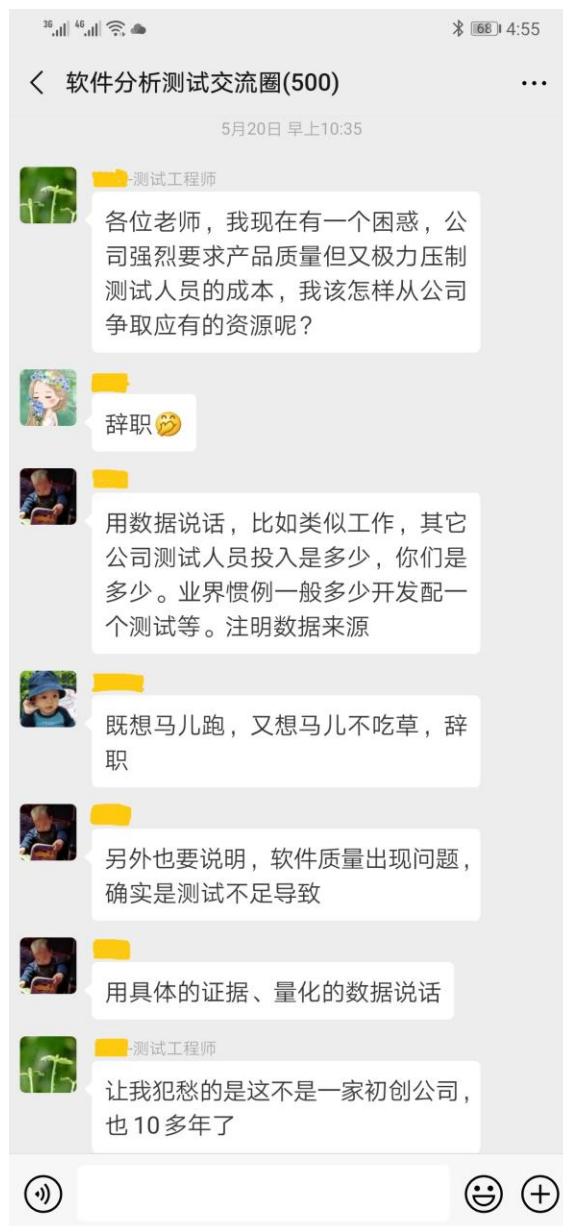 3G 4G 68 4:55
软件分析测试交流圈(500)
5月20日 早上10:35
-测试工程师
各位老师，我现在有一个困惑，公
司强烈要求产品质量但又极力压制
测试人员的成本，我该怎样从公司
争取应有的资源呢？
辞职
用数据说话，比如类似工作，其它
公司测试人员投入是多少，你们是
多少。业界惯例一般多少开发配一
个测试等。注明数据来源
既想马儿跑，又想马儿不吃草，辞
职
另外也要说明，软件质量出现问题，
确实是测试不足导致
用具体的证据、量化的数据说话
-测试工程师
让我犯愁的是这不是一家初创公司，
也10多年了